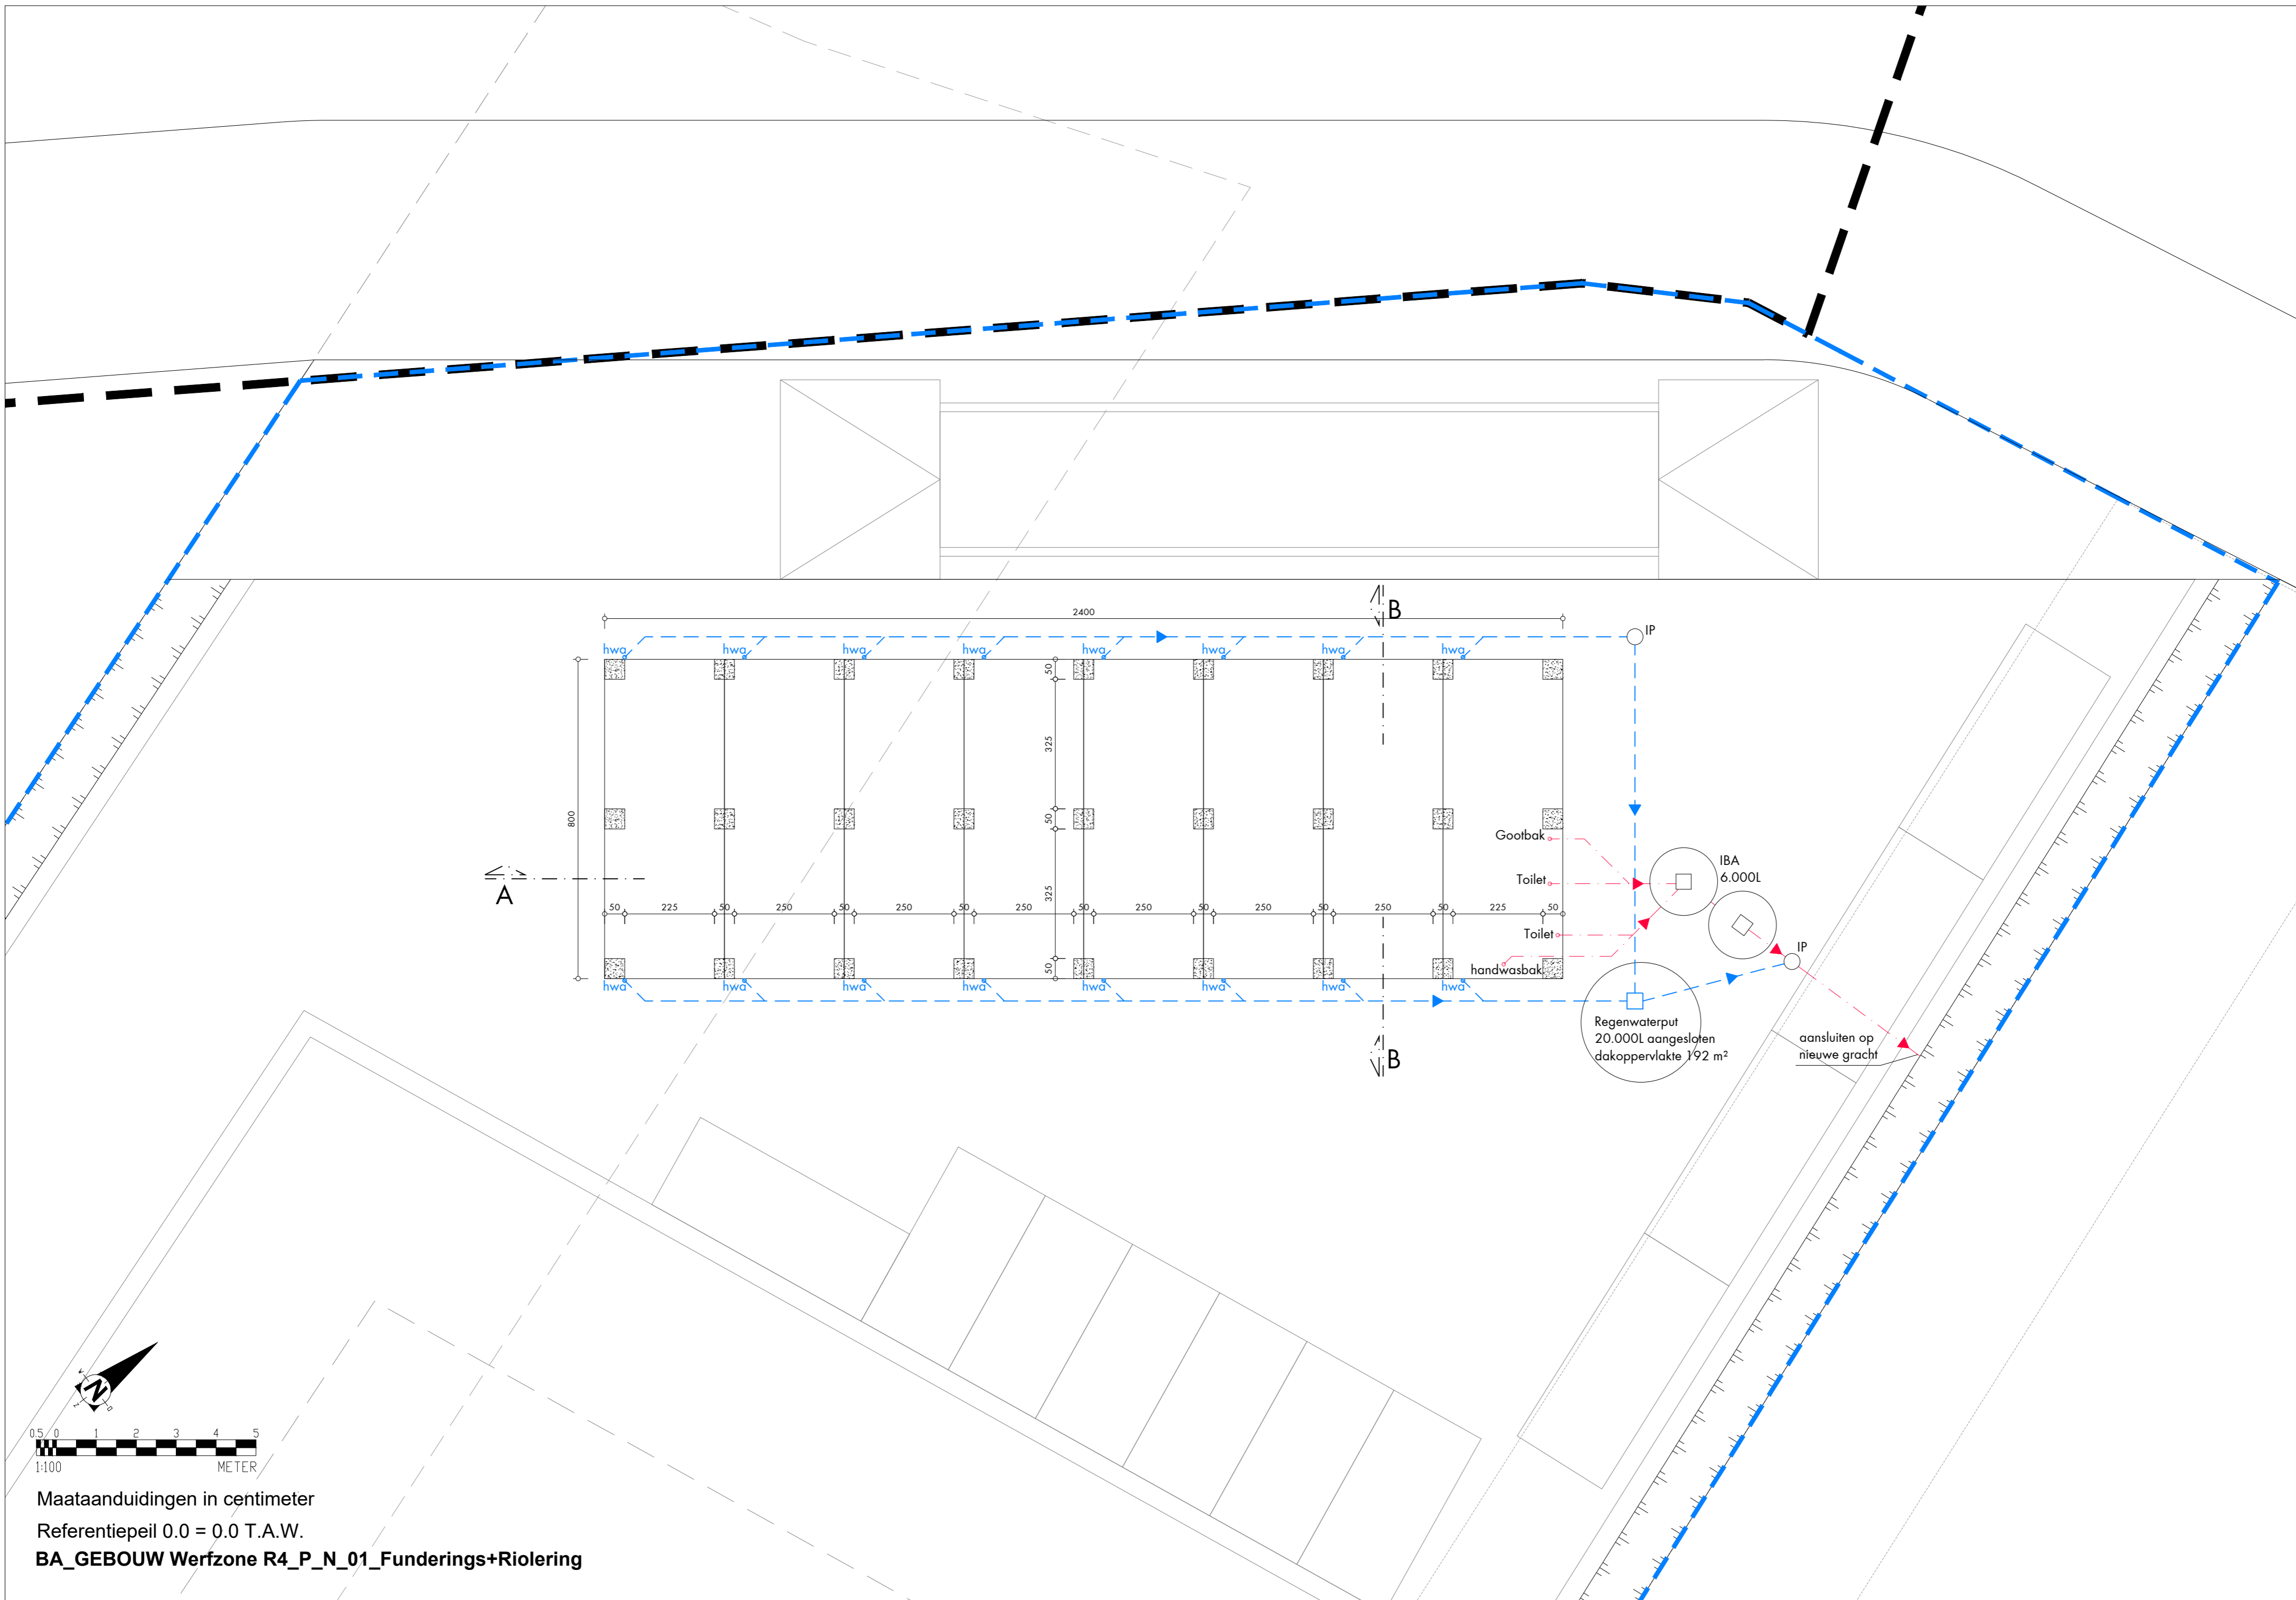 2400
B
IP
hwa hwa hwa hwa hwa hwa hwa hwa
50
325
800
50
Gootbak
IBA
6.000L
Toilet
A
325
50 225 50 250 50 250 50 250 50 250 50 250 50 250 50 225 50
Toilet
IP
50
handwasbak
hwa hwa hwa hwa hwa hwa hwa hwa
Regenwaterput
20.000L aangesloten
dakoppervlakte 192 m²
aansluiten op
nieuwe gracht
B
N
0.5 0 1 2 3 4 5
1:100 METER
Maataanduidingen in centimeter
Referentiepeil 0.0 = 0.0 T.A.W.
BA_GEBOUW Werfzone R4_P_N_01_Funderings+Riolering